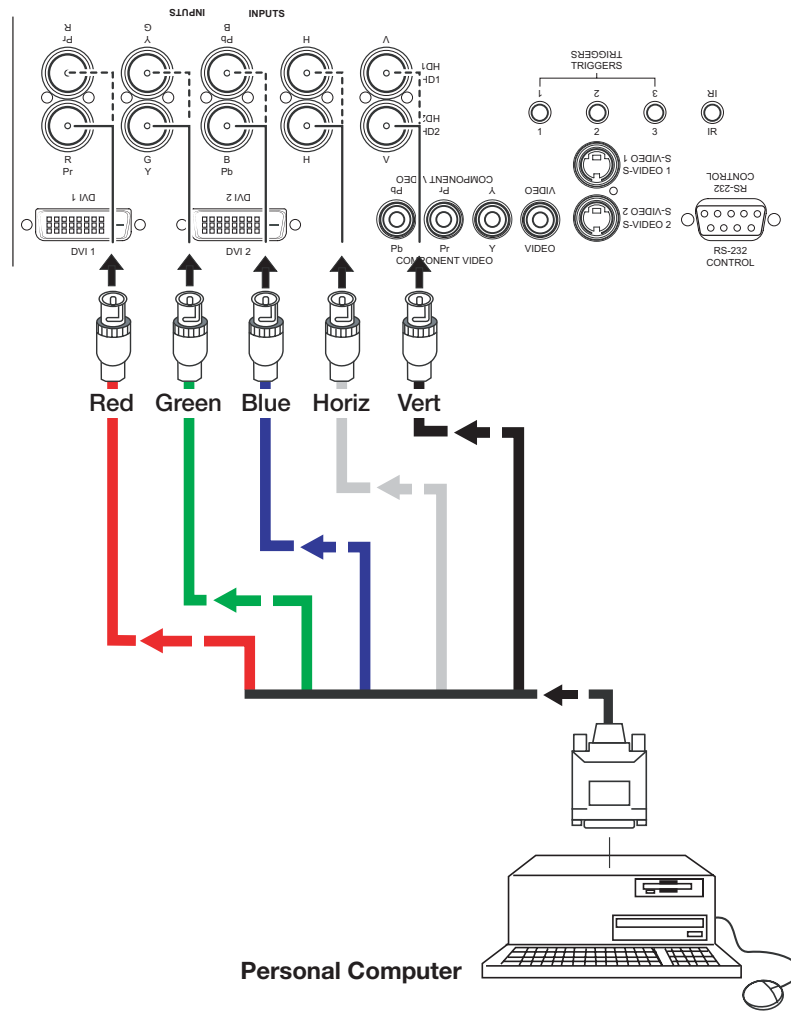 INPUTS INPUTS
R G B H V
Pr Y Pb
HD1
HD1
HD2
HD2
R G B H V
Pr Y Pb
TRIGGERS
TRIGGERS
1 2 3 IR
1 2 3 IR
S-VIDEO 1
S-VIDEO 1
S-VIDEO 2
S-VIDEO 2
RS-232
CONTROL
RS-232
CONTROL
DVI 1 DVI 2
DVI 1 DVI 2
COMPONENT VIDEO
Pb Pr Y VIDEO
Pb Pr Y VIDEO
COMPONENT VIDEO
Red Green Blue Horiz Vert
Personal Computer